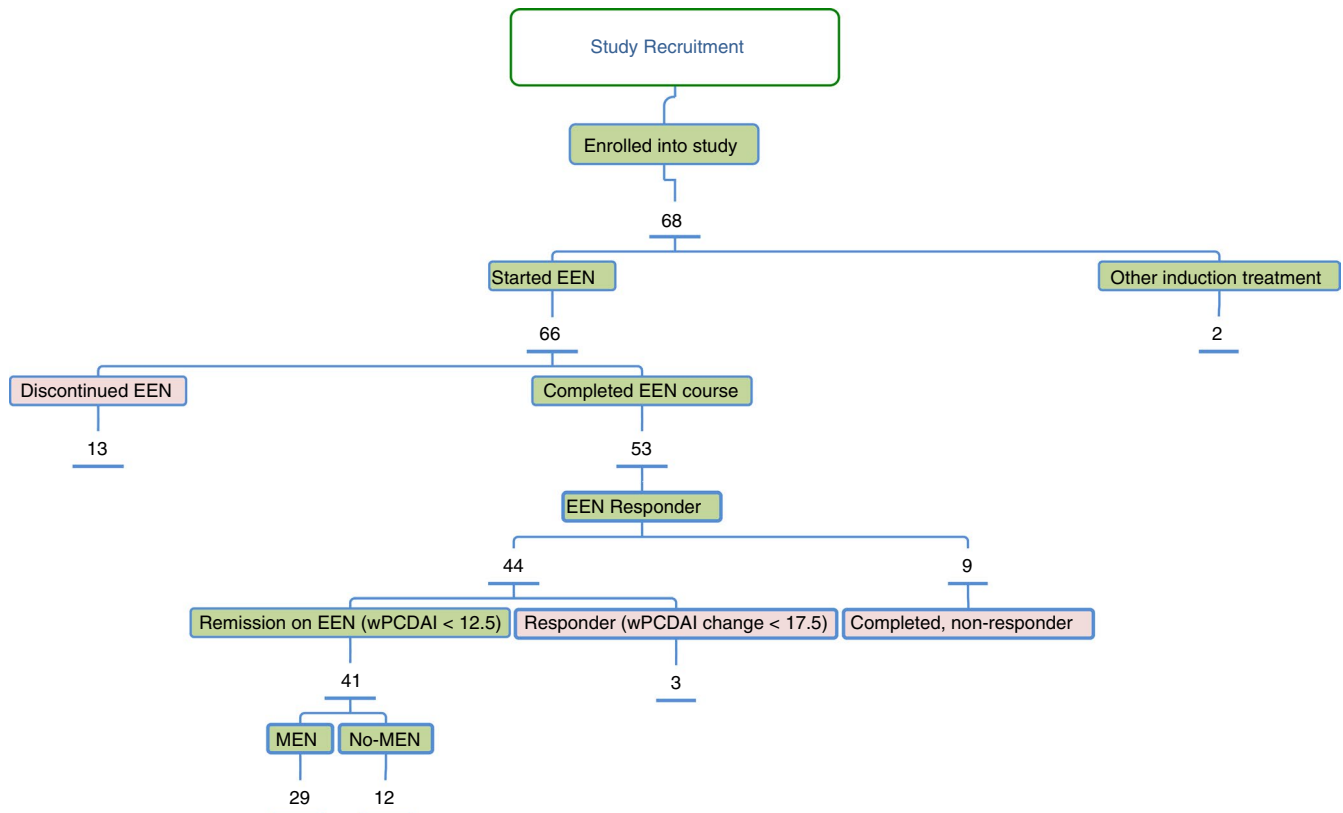 Study Recruitment
Enrolled into study
68
Started EEN
Other induction treatment
66
2
Discontinued EEN
Completed EEN course
13
53
EEN Responder
44
9
Remission on EEN (wPCDAI < 12.5)
Responder (wPCDAI change < 17.5)
Completed, non-responder
41
3
MEN
No-MEN
29
12